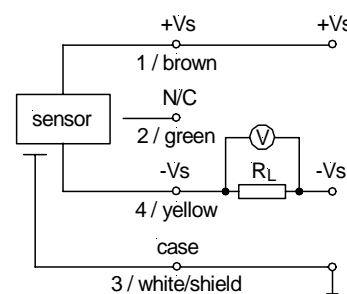 +Vs +Vs
1 / brown
N/C
sensor
2 / green
V
-Vs RL -Vs
4 / yellow
case
3 / white/shield